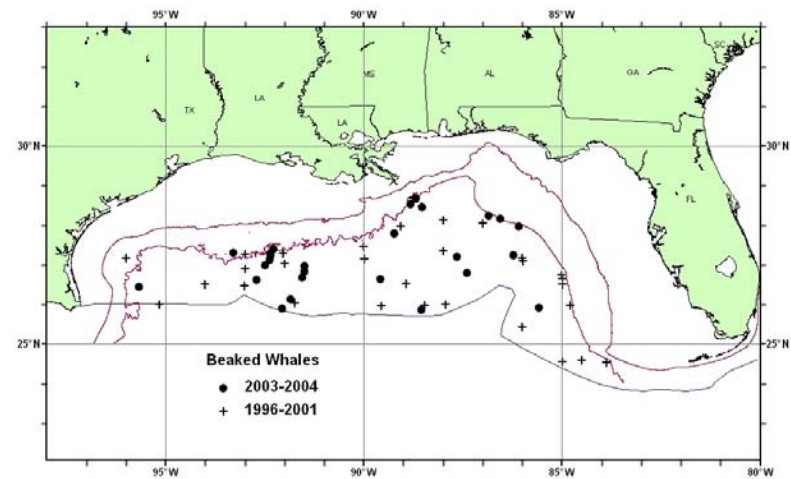 95°W 90°W 85°W
SC
TX LA MS AL GA
LA
30°N 30°N
FL
25°N 25°N
Beaked Whales
2003-2004
1996-2001
95°W 90°W 85°W 80°W